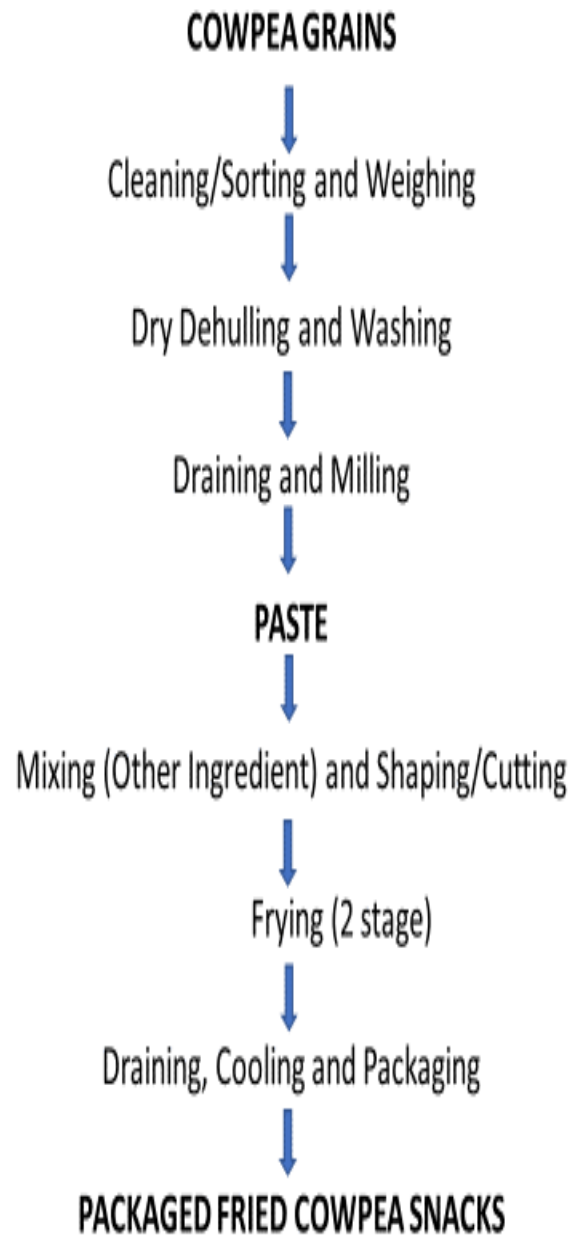 COWPEA GRAINS
Cleaning/Sorting and Weighing
Dry Dehulling and Washing
Draining and Milling
PASTE
Mixing (Other Ingredient) and Shaping/Cutting
Frying (2 stage)
Draining, Cooling and Packaging
PACKAGED FRIED COWPEA SNACKS